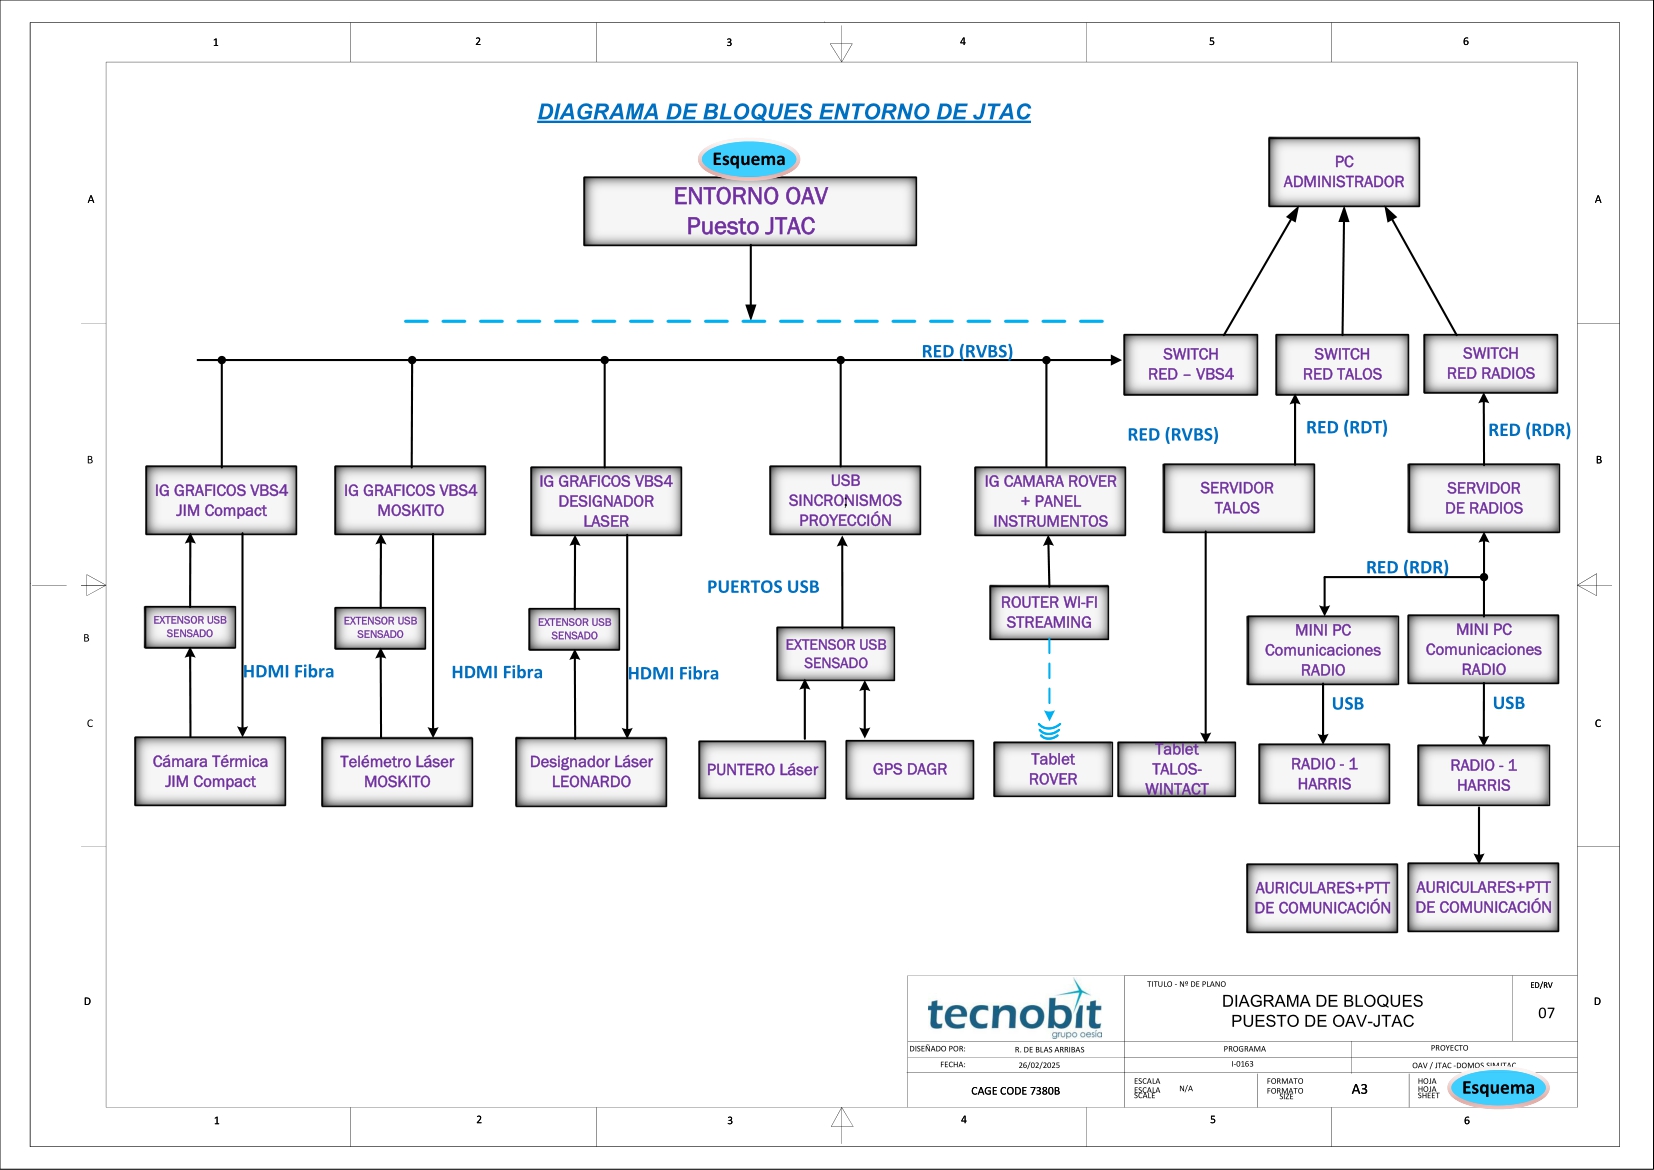 1 2 3 4 5 6
DIAGRAMA DE BLOQUES ENTORNO DE JTAC
Esquema
ENTORNO OAV
Puesto JTAC
PC
ADMINISTRADOR
A A
RED (RVBS)
SWITCH
RED – VBS4
SWITCH
RED TALOS
SWITCH
RED RADIOS
RED (RVBS)
RED (RDT)
RED (RDR)
B B
IG GRAFICOS VBS4
JIM Compact
IG GRAFICOS VBS4
MOSKITO
IG GRAFICOS VBS4
DESIGNADOR
LASER
USB
SINCRONISMOS
PROYECCIÓN
IG CAMARA ROVER
+ PANEL
INSTRUMENTOS
SERVIDOR
TALOS
SERVIDOR
DE RADIOS
RED (RDR)
PUERTOS USB
ROUTER WI-FI
STREAMING
B
EXTENSOR USB
SENSADO
EXTENSOR USB
SENSADO
EXTENSOR USB
SENSADO
EXTENSOR USB
SENSADO
MINI PC
Comunicaciones
RADIO
MINI PC
Comunicaciones
RADIO
HDMI Fibra
HDMI Fibra
HDMI Fibra
USB
USB
C C
Cámara Térmica
JIM Compact
Telémetro Láser
MOSKITO
Designador Láser
LEONARDO
PUNTERO Láser
GPS DAGR
Tablet
ROVER
Tablet
TALOS-
WINTACT
RADIO - 1
HARRIS
RADIO - 1
HARRIS
AURICULARES+PTT
DE COMUNICACIÓN
AURICULARES+PTT
DE COMUNICACIÓN
D D
tecnobit
grupo oesía
TITULO - Nº DE PLANO
DIAGRAMA DE BLOQUES
PUESTO DE OAV-JTAC
ED/RV
07
DISEÑADO POR: R. DE BLAS ARRIBAS
PROGRAMA
PROYECTO
FECHA: 26/02/2025
I-0163
OAV / JTAC -DOMOS SIMJTAC
CAGE CODE 7380B
ESCALA
ESCALA
SCALE
N/A
FORMATO
FORMATO
SIZE
A3
HOJA
HOJA
SHEET
Esquema
1 2 3 4 5 6